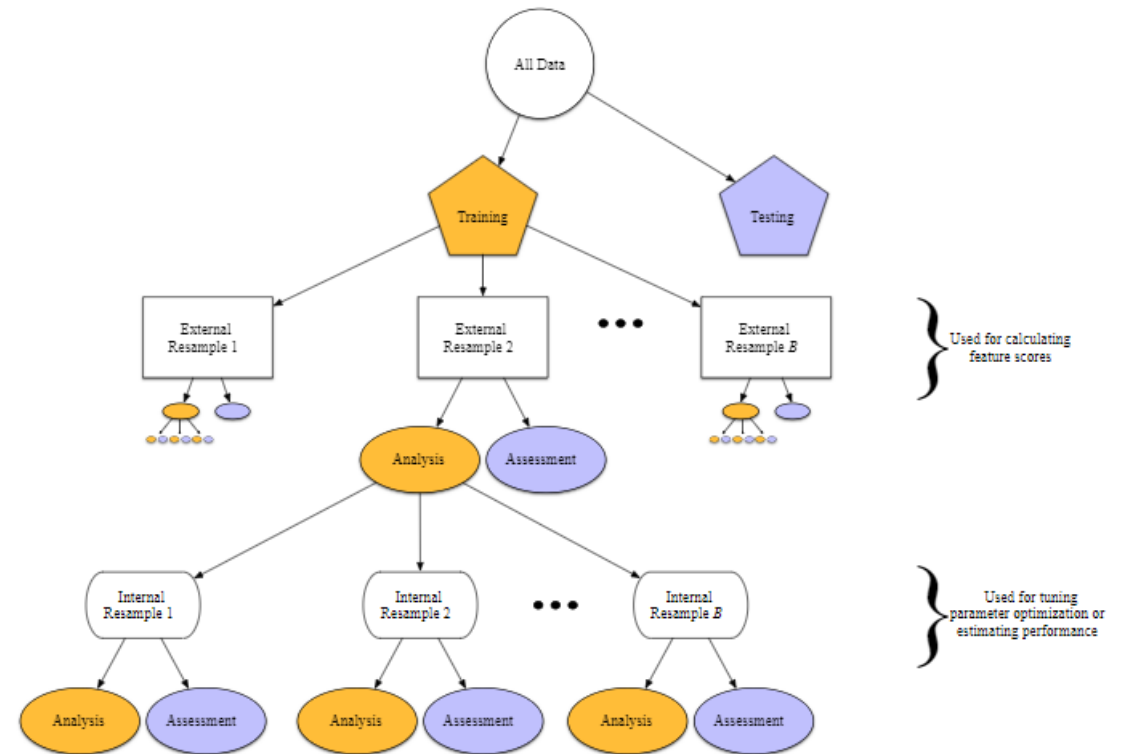 All Data
Training
Testing
External
Resample 1
External
Resample 2
External
Resample B
Used for calculating
feature scores
Analysis
Assessment
Internal
Resample 1
Internal
Resample 2
Internal
Resample B
Used for tuning
parameter optimization or
estimating performance
Analysis
Assessment
Analysis
Assessment
Analysis
Assessment